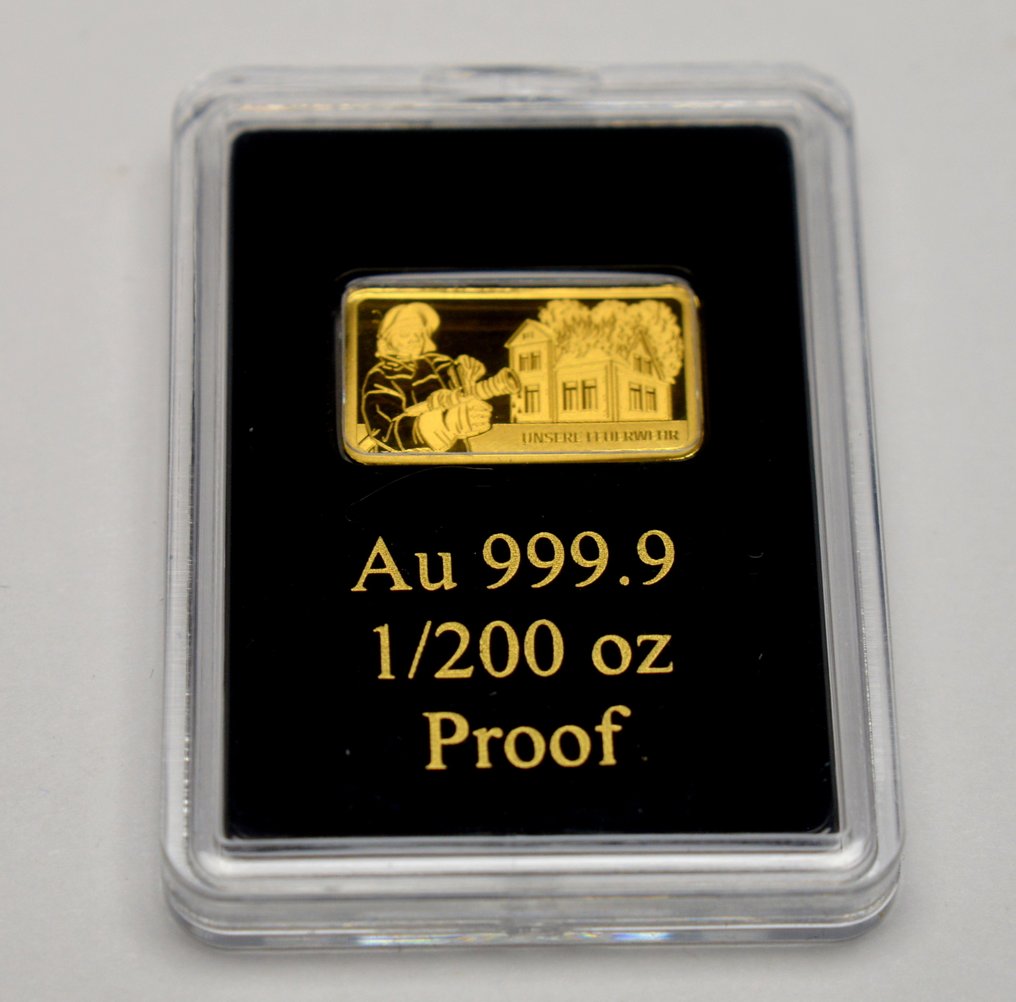 UNSERE FEUERWEHR
Au 999.9
1/200 oz
Proof